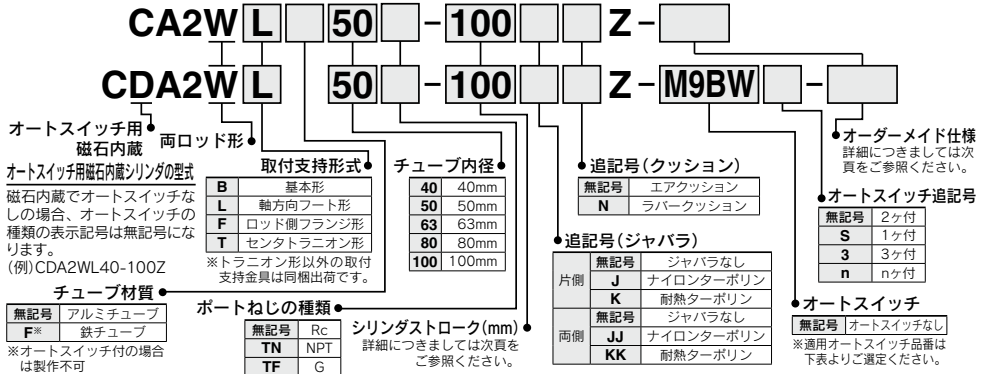 CA2W L 50 -100 Z-
CDA2W L 50 -100 Z- M9BW -
オートスイッチ用
磁石内蔵
両ロッド形
オートスイッチ用磁石内蔵シリンダの型式
磁石内蔵でオートスイッチな
しの場合、オートスイッチの
種類の表示記号は無記号にな
ります。
(例)CDA2WL40-100Z
チューブ材質
無記号 アルミチューブ
F※ 鉄チューブ
※オートスイッチ付の場合
は製作不可
取付支持形式
B 基本形
L 軸方向フート形
F ロッド側フランジ形
T センタトラニオン形
※トラニオン形以外の取付
支持金具は同梱出荷です。
ポートねじの種類
無記号 Rc
TN NPT
TF G
チューブ内径
40 40mm
50 50mm
63 63mm
80 80mm
100 100mm
シリンダストローク(mm)
詳細につきましては次頁を
ご参照ください。
追記号(クッション)
無記号 エアクッション
N ラバークッション
追記号(ジャバラ)
片側 無記号 ジャバラなし
J ナイロンターポリン
K 耐熱ターポリン
両側 無記号 ジャバラなし
JJ ナイロンターポリン
KK 耐熱ターポリン
オーダーメイド仕様
詳細につきましては次
頁をご参照ください。
オートスイッチ追記号
無記号 2ヶ付
S 1ヶ付
3 3ヶ付
n nヶ付
オートスイッチ
無記号 オートスイッチなし
※適用オートスイッチ品番は
下表よりご選定ください。